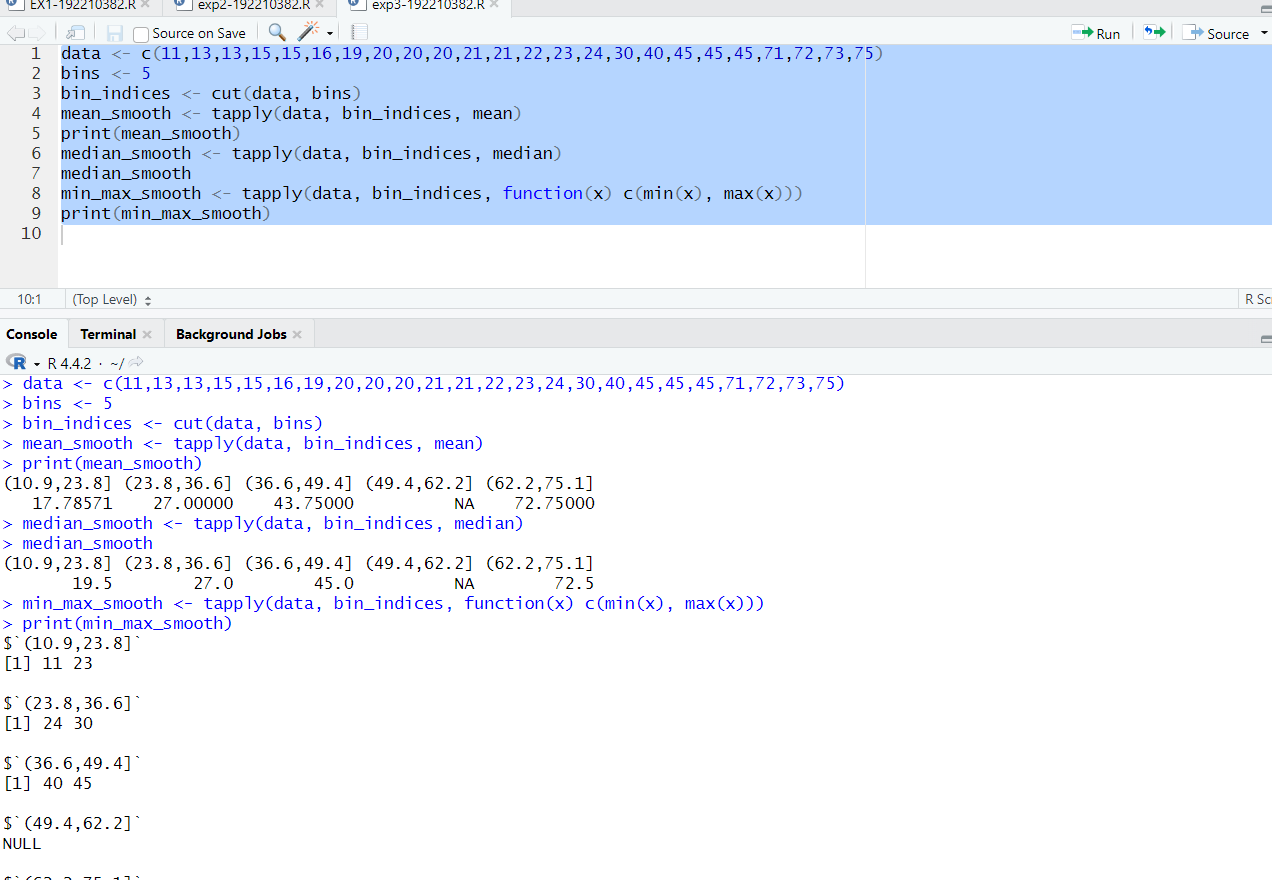 EX1-192210382.R
exp2-192210382.R
exp3-192210382.R
Source on Save
Run
Source
1 data <- c(11,13,13,15,15,16,19,20,20,20,21,21,22,23,24,30,40,45,45,45,71,72,73,75)
2 bins <- 5
3 bin_indices <- cut(data, bins)
4 mean_smooth <- tapply(data, bin_indices, mean)
5 print(mean_smooth)
6 median_smooth <- tapply(data, bin_indices, median)
7 median_smooth
8 min_max_smooth <- tapply(data, bin_indices, function(x) c(min(x), max(x)))
9 print(min_max_smooth)
10
10:1 (Top Level) R Sc
Console Terminal Background Jobs
R 4.4.2 · ~/
> data <- c(11,13,13,15,15,16,19,20,20,20,21,21,22,23,24,30,40,45,45,45,71,72,73,75)
> bins <- 5
> bin_indices <- cut(data, bins)
> mean_smooth <- tapply(data, bin_indices, mean)
> print(mean_smooth)
(10.9,23.8] (23.8,36.6] (36.6,49.4] (49.4,62.2] (62.2,75.1]
17.78571 27.00000 43.75000 NA 72.75000
> median_smooth <- tapply(data, bin_indices, median)
> median_smooth
(10.9,23.8] (23.8,36.6] (36.6,49.4] (49.4,62.2] (62.2,75.1]
19.5 27.0 45.0 NA 72.5
> min_max_smooth <- tapply(data, bin_indices, function(x) c(min(x), max(x)))
> print(min_max_smooth)
$`(10.9,23.8]`
[1] 11 23
$`(23.8,36.6]`
[1] 24 30
$`(36.6,49.4]`
[1] 40 45
$`(49.4,62.2]`
NULL